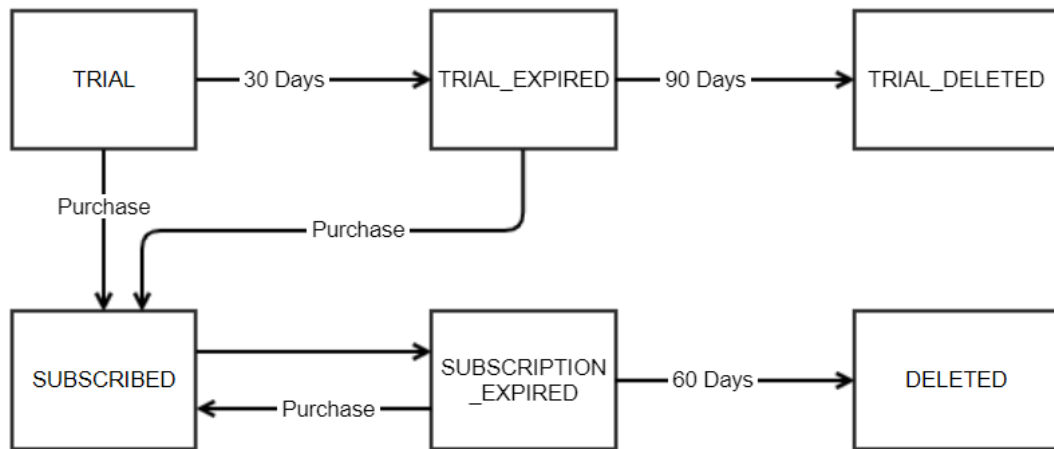 TRIAL
30 Days
TRIAL_EXPIRED
90 Days
TRIAL_DELETED
Purchase
Purchase
SUBSCRIBED
Purchase
SUBSCRIPTION
_EXPIRED
60 Days
DELETED